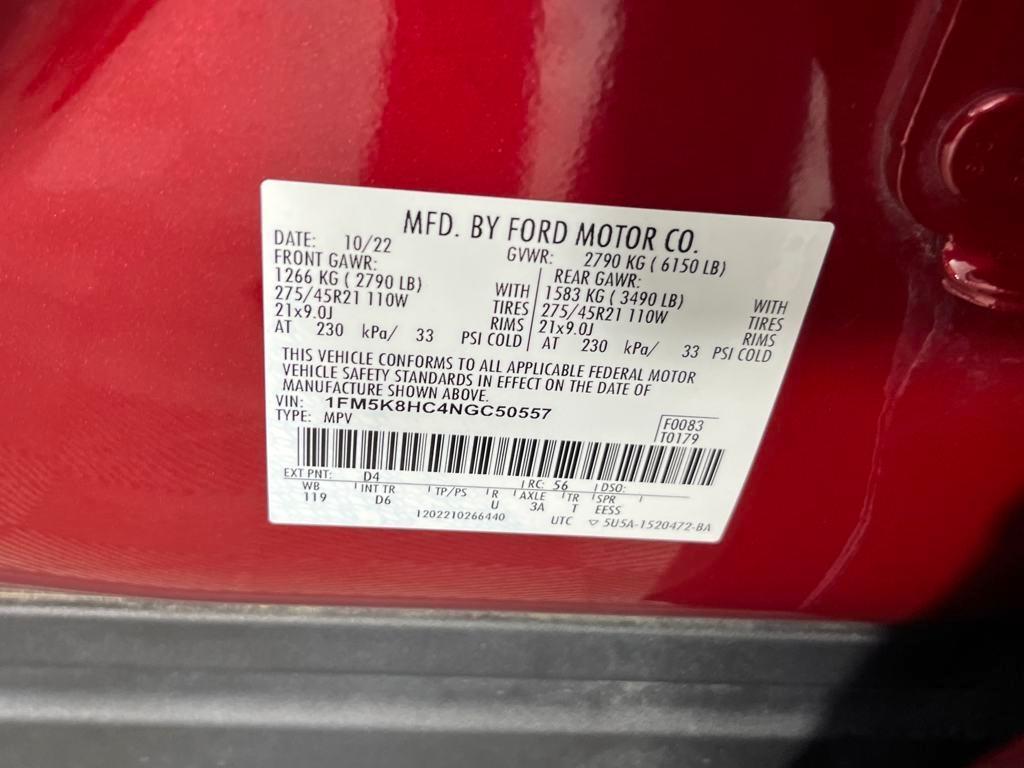 MFD. BY FORD MOTOR CO.
DATE: 10/22 GVWR: 2790 KG ( 6150 LB)
FRONT GAWR: REAR GAWR:
1266 KG ( 2790 LB) WITH 1583 KG ( 3490 LB) WITH
275/45R21 110W TIRES 275/45R21 110W TIRES
21x9.0J RIMS 21x9.0J RIMS
AT 230 kPa/ 33 PSI COLD AT 230 kPa/ 33 PSI COLD
THIS VEHICLE CONFORMS TO ALL APPLICABLE FEDERAL MOTOR
VEHICLE SAFETY STANDARDS IN EFFECT ON THE DATE OF
MANUFACTURE SHOWN ABOVE.
VIN: 1FM5K8HC4NGC50557 F0083
TYPE: MPV T0179
EXT PNT: D4 RC: 56 DSO:
WB INT TR TP/PS R AXLE TR SPR
119 D6 U 3A T EESS
1202210266440 UTC ▽ 5U5A-1520472-BA